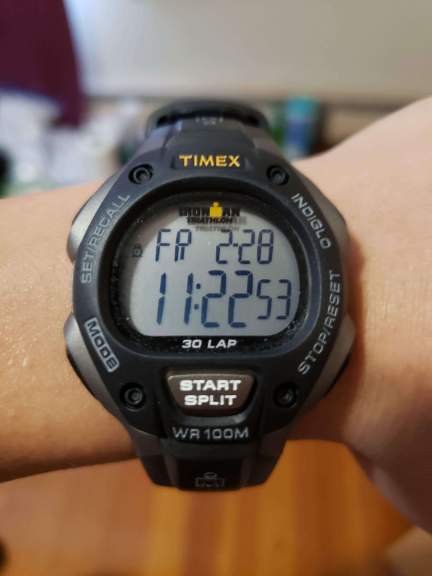 TIMEX
IRONMAN
TRIATHLON
SET/RECALL
INDIGLO
FR 2-28
11:22 53
MODE
STOP/RESET
30 LAP
START
SPLIT
WR 100M